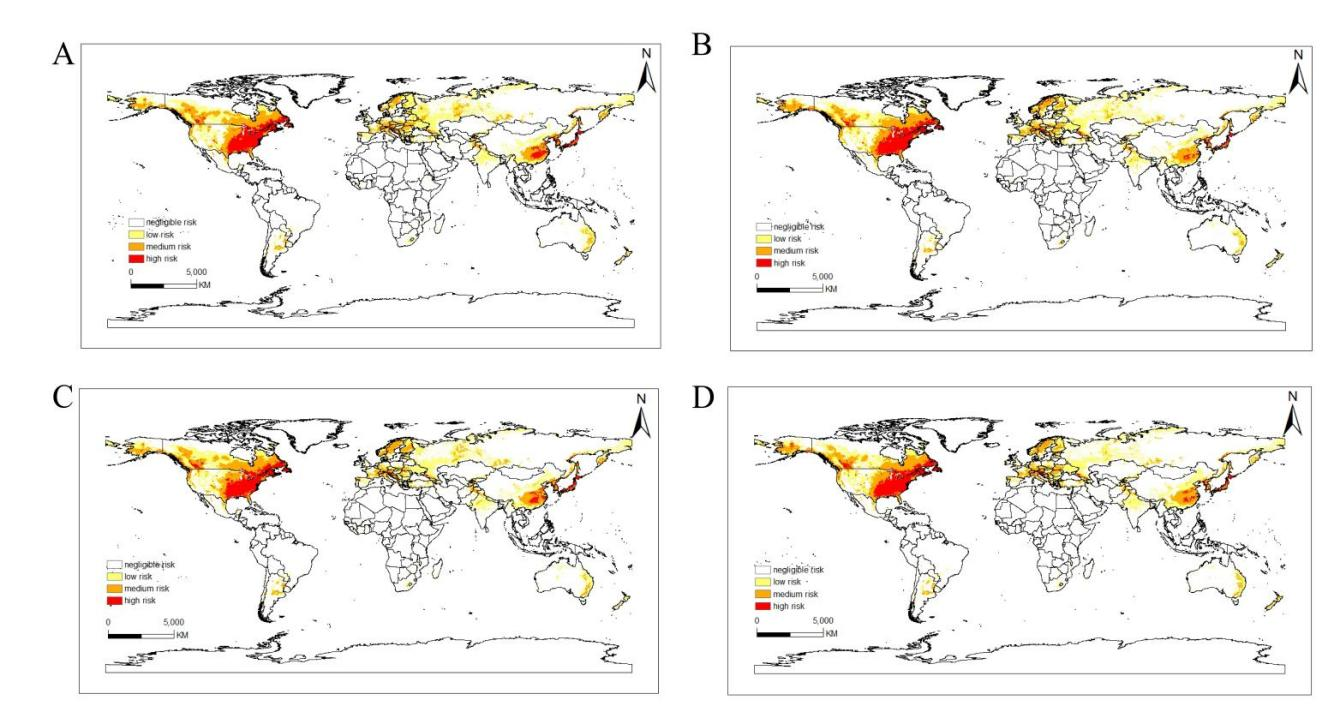 A
N
negligible risk
low risk
medium risk
high risk
0 5,000
KM
B
N
negligible risk
low risk
medium risk
high risk
0 5,000
KM
C
N
negligible risk
low risk
medium risk
high risk
0 5,000
KM
D
N
negligible risk
low risk
medium risk
high risk
0 5,000
KM